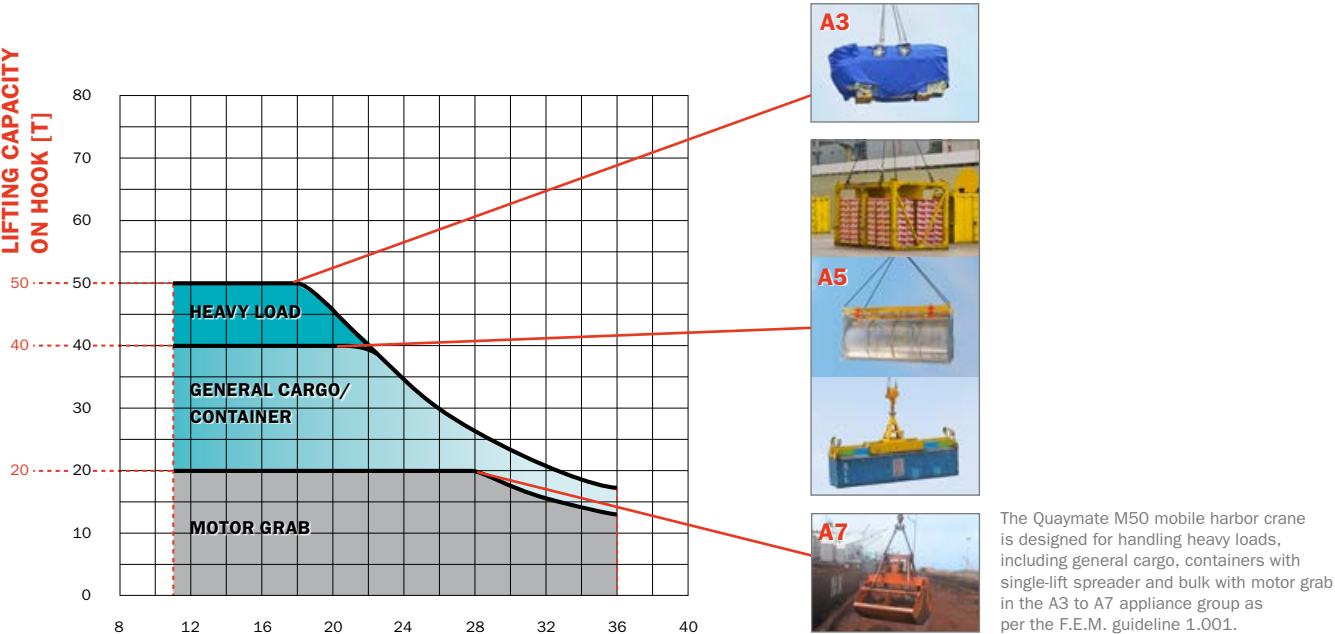 LIFTING CAPACITY
ON HOOK [T]
80
70
60
50
50
40
40
30
20
20
10
0
8
12
16
20
24
28
32
36
40
HEAVY LOAD
GENERAL CARGO/
CONTAINER
MOTOR GRAB
A3
A5
A7
The Quaymate M50 mobile harbor crane
is designed for handling heavy loads,
including general cargo, containers with
single-lift spreader and bulk with motor grab
in the A3 to A7 appliance group as
per the F.E.M. guideline 1.001.